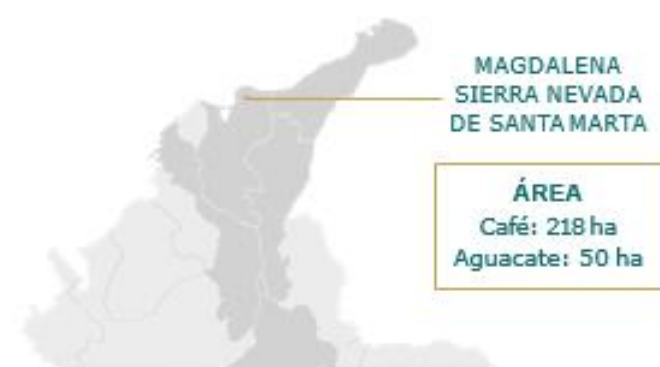 MAGDALENA
SIERRA NEVADA
DE SANTA MARTA
ÁREA
Café: 218 ha
Aguacate: 50 ha